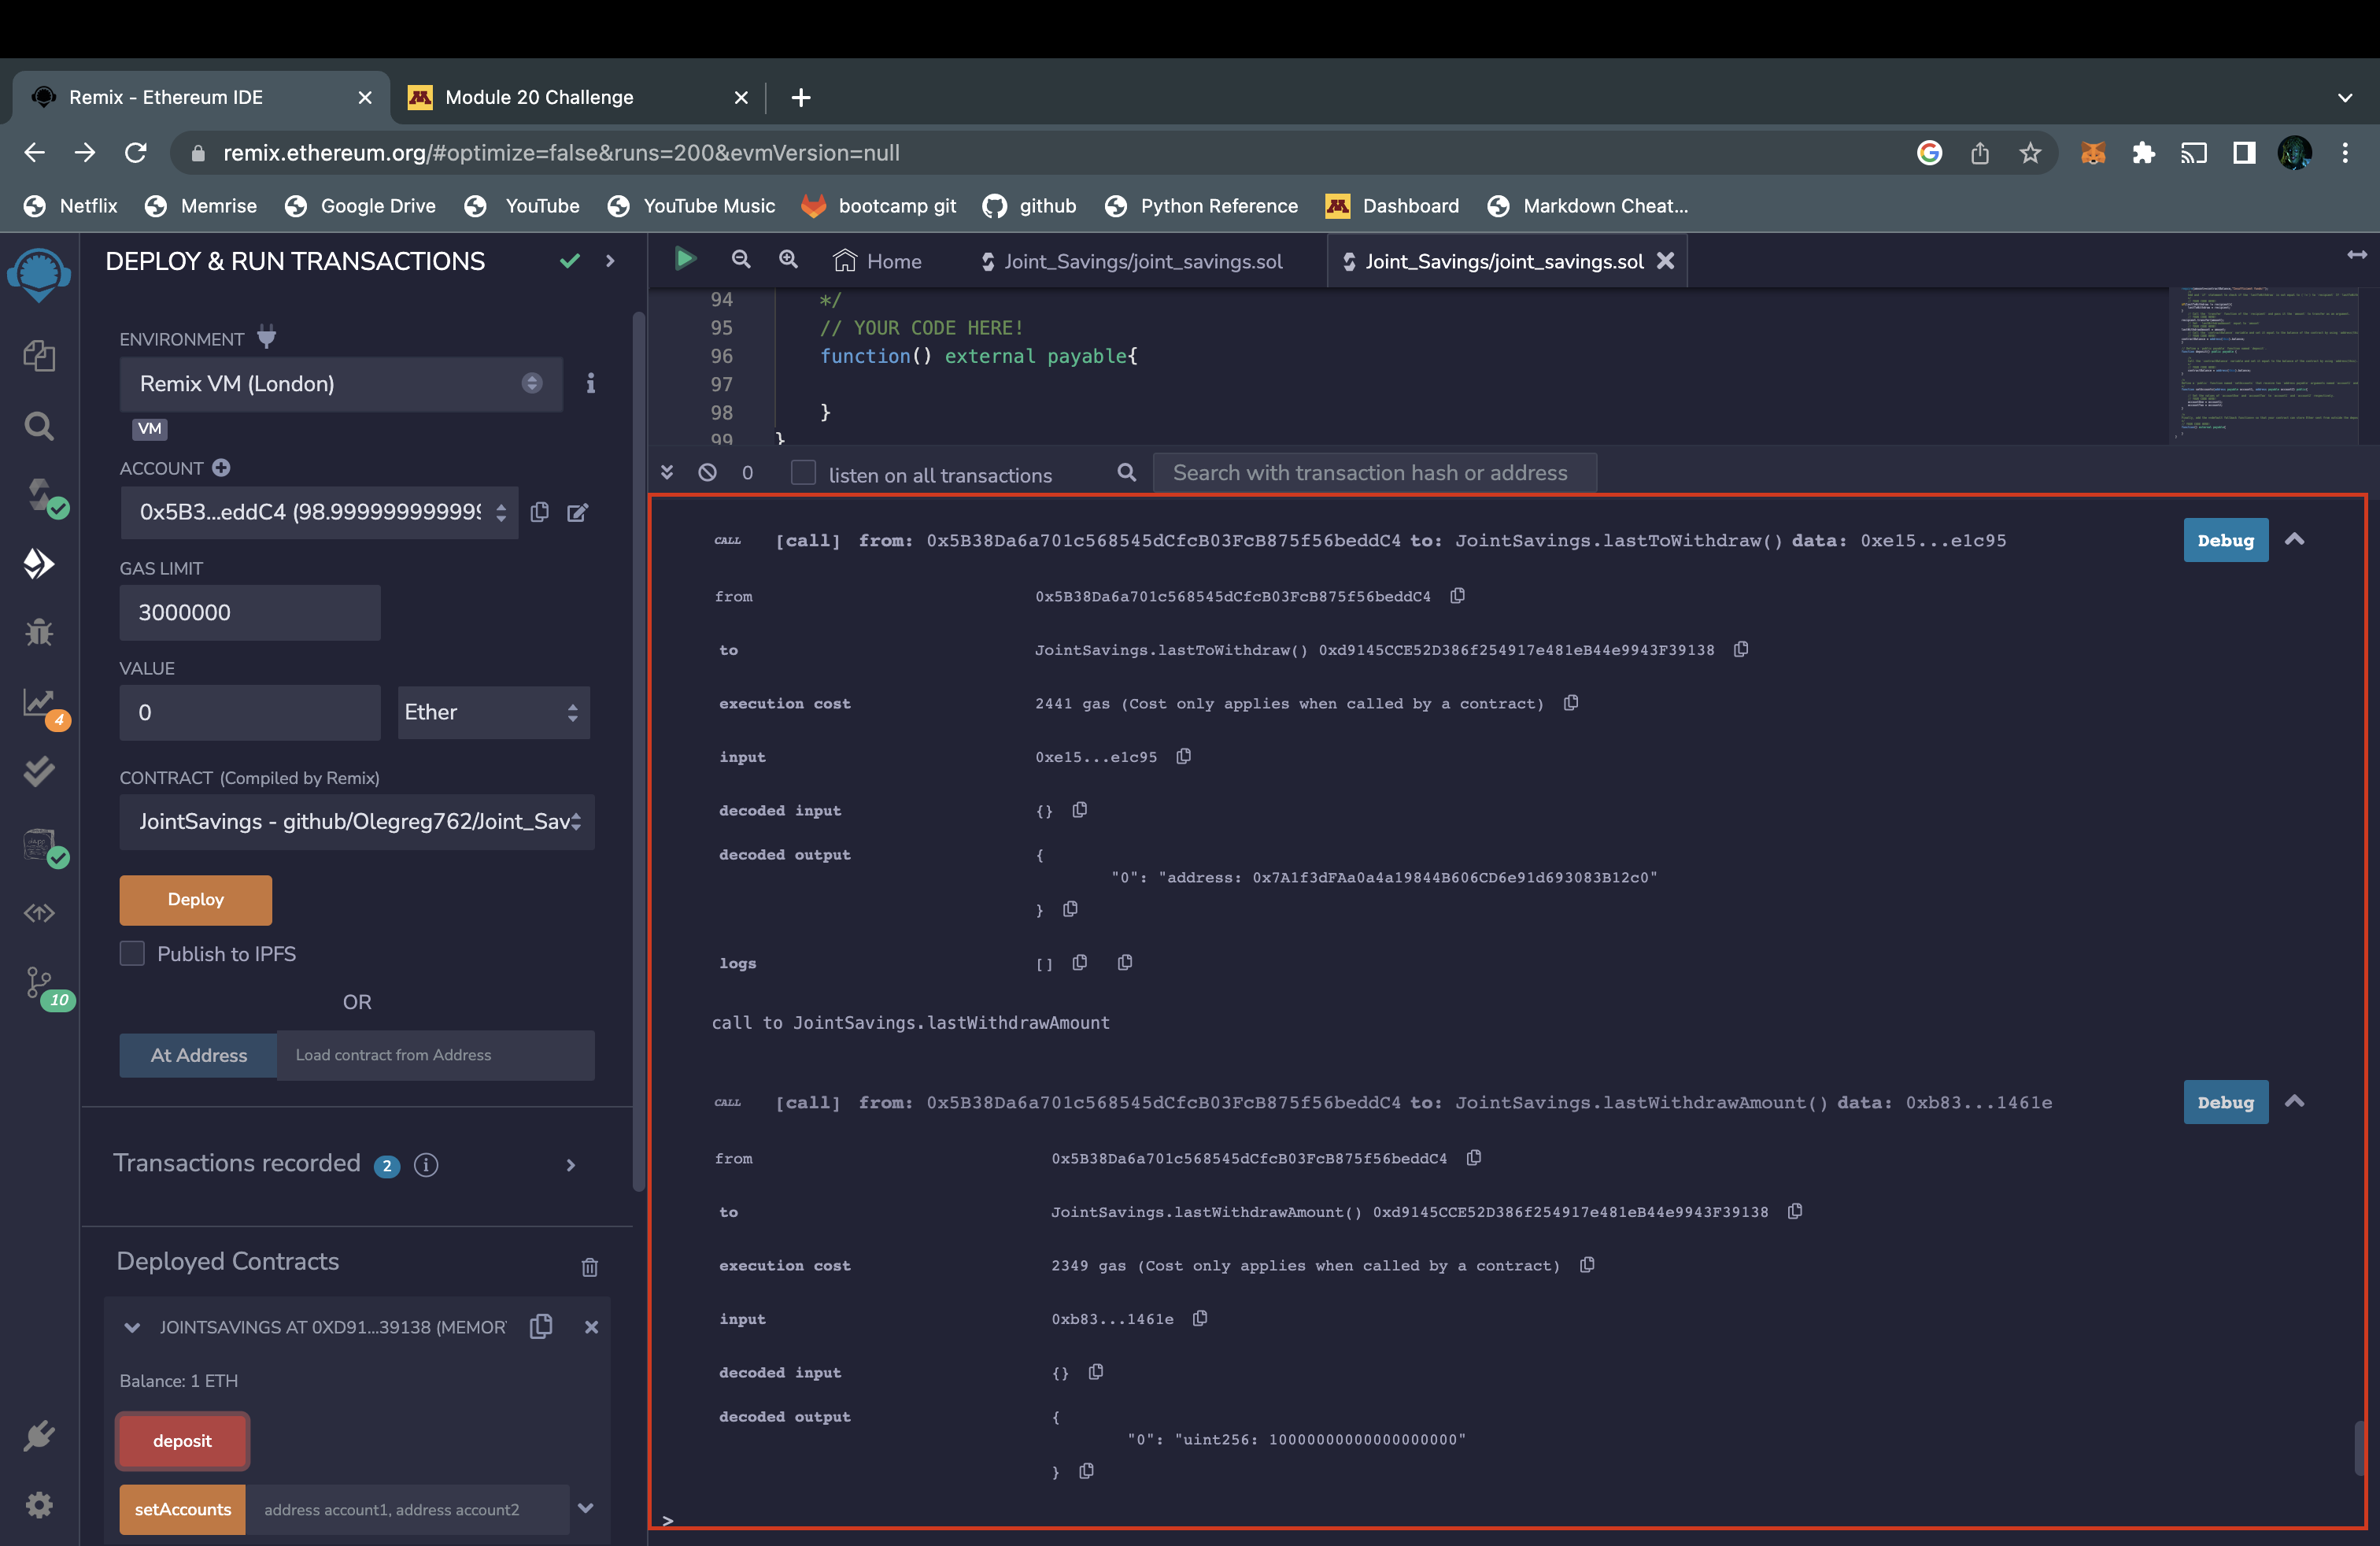 Remix - Ethereum IDE
Module 20 Challenge
remix.ethereum.org/#optimize=false&runs=200&evmVersion=null
Netflix Memrise Google Drive YouTube YouTube Music bootcamp git github Python Reference Dashboard Markdown Cheat...
DEPLOY & RUN TRANSACTIONS
ENVIRONMENT
Remix VM (London)
VM
ACCOUNT
0x5B3...eddC4 (98.999999999999
GAS LIMIT
3000000
VALUE
0
Ether
CONTRACT (Compiled by Remix)
JointSavings - github/Olegreg762/Joint_Sav
Deploy
Publish to IPFS
OR
At Address
Load contract from Address
Transactions recorded 2 i
Deployed Contracts
JOINTSAVINGS AT 0XD91...39138 (MEMOR
Balance: 1 ETH
deposit
setAccounts
address account1, address account2
4
10
Home
Joint_Savings/joint_savings.sol
Joint_Savings/joint_savings.sol
94 */
95 // YOUR CODE HERE!
96 function() external payable{
97
98 }
99 }
0
listen on all transactions
Search with transaction hash or address
CALL [call] from: 0x5B38Da6a701c568545dCfcB03FcB875f56beddC4 to: JointSavings.lastToWithdraw() data: 0xe15...e1c95
Debug
from 0x5B38Da6a701c568545dCfcB03FcB875f56beddC4
to JointSavings.lastToWithdraw() 0xd9145CCE52D386f254917e481eB44e9943F39138
execution cost 2441 gas (Cost only applies when called by a contract)
input 0xe15...e1c95
decoded input {}
decoded output {
"0": "address: 0x7A1f3dFAa0a4a19844B606CD6e91d693083B12c0"
}
logs []
call to JointSavings.lastWithdrawAmount
CALL [call] from: 0x5B38Da6a701c568545dCfcB03FcB875f56beddC4 to: JointSavings.lastWithdrawAmount() data: 0xb83...1461e
Debug
from 0x5B38Da6a701c568545dCfcB03FcB875f56beddC4
to JointSavings.lastWithdrawAmount() 0xd9145CCE52D386f254917e481eB44e9943F39138
execution cost 2349 gas (Cost only applies when called by a contract)
input 0xb83...1461e
decoded input {}
decoded output {
"0": "uint256: 10000000000000000000"
}
>